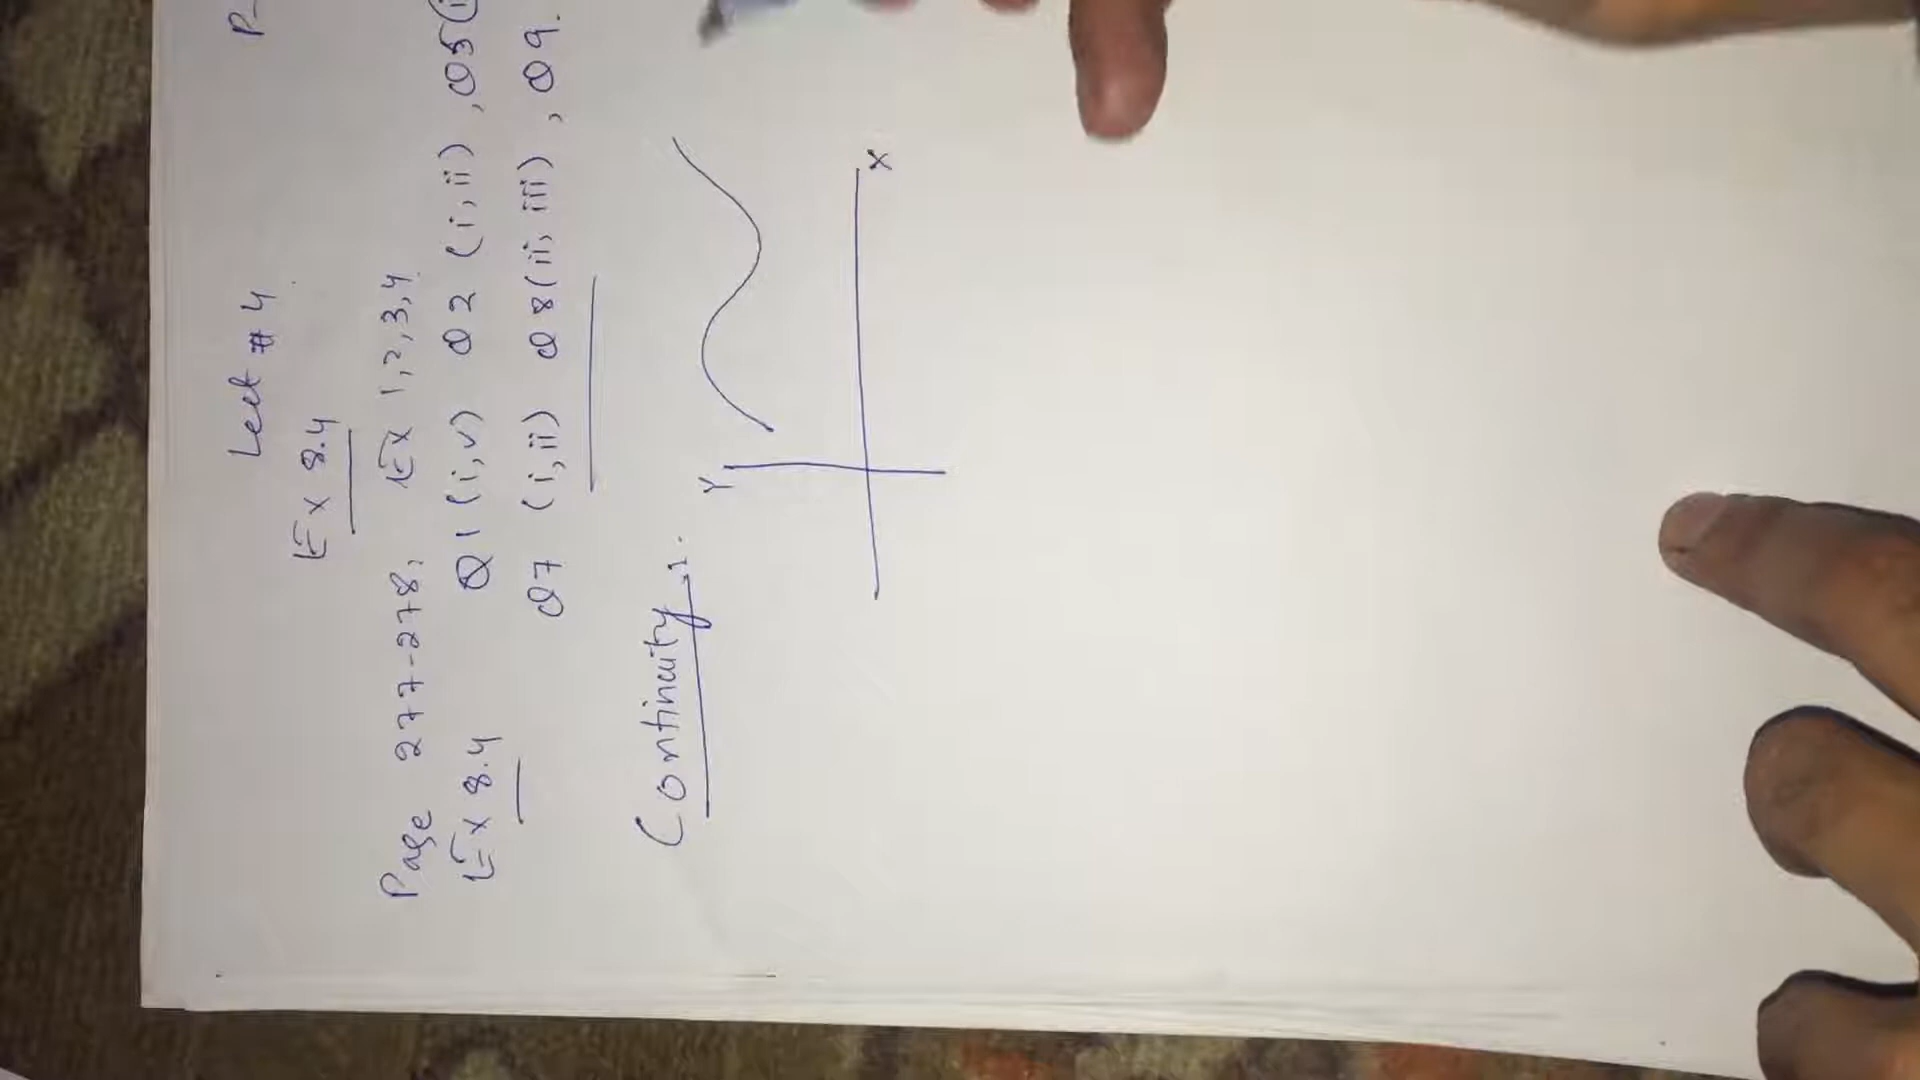 P-
Lect # 4
Ex 8.4
Page 277-278, Ex 1,2,3,4
Ex 8.4 Q1(i,v) Q2(i,ii), Q5(i
Q7 (i,ii) Q8(ii,iii), Q9.
Continuity:-
Y
X